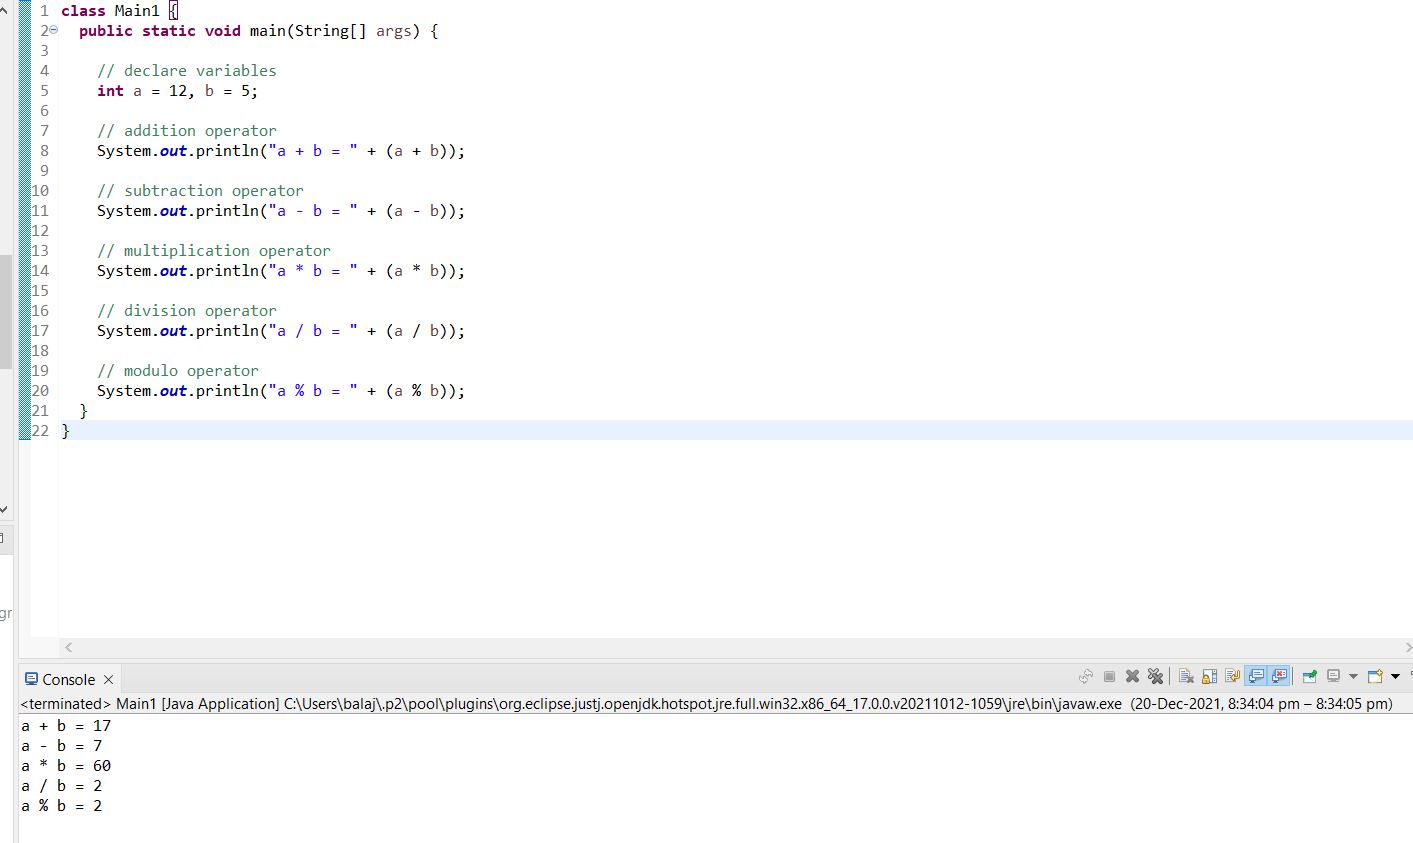 1 class Main1 {
2 public static void main(String[] args) {
3
4 // declare variables
5 int a = 12, b = 5;
6
7 // addition operator
8 System.out.println("a + b = " + (a + b));
9
10 // subtraction operator
11 System.out.println("a - b = " + (a - b));
12
13 // multiplication operator
14 System.out.println("a * b = " + (a * b));
15
16 // division operator
17 System.out.println("a / b = " + (a / b));
18
19 // modulo operator
20 System.out.println("a % b = " + (a % b));
21 }
22 }
gr
Console
<terminated> Main1 [Java Application] C:\Users\balaj\.p2\pool\plugins\org.eclipse.justj.openjdk.hotspot.jre.full.win32.x86_64_17.0.0.v20211012-1059\jre\bin\javaw.exe (20-Dec-2021, 8:34:04 pm – 8:34:05 pm)
a + b = 17
a - b = 7
a * b = 60
a / b = 2
a % b = 2